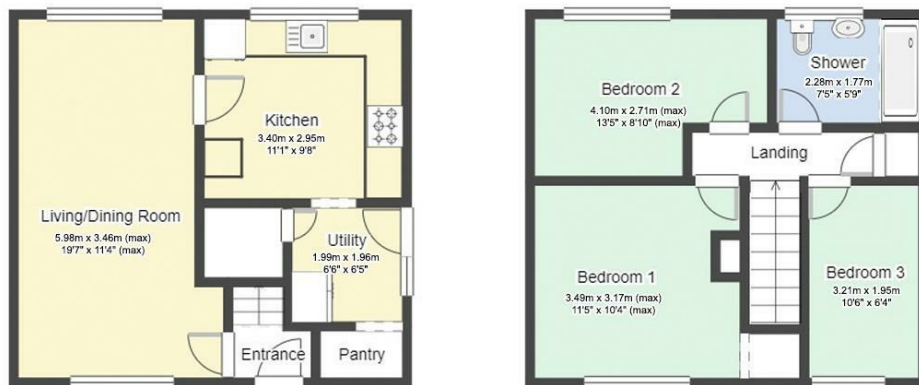 Kitchen
3.40m x 2.95m
11'1" x 9'8"
Living/Dining Room
5.98m x 3.46m (max)
19'7" x 11'4" (max)
Utility
1.99m x 1.96m
6'6" x 6'5"
Entrance
Pantry
Bedroom 2
4.10m x 2.71m (max)
13'5" x 8'10" (max)
Shower
2.28m x 1.77m
7'5" x 5'9"
Landing
Bedroom 1
3.49m x 3.17m (max)
11'5" x 10'4" (max)
Bedroom 3
3.21m x 1.95m
10'6" x 6'4"